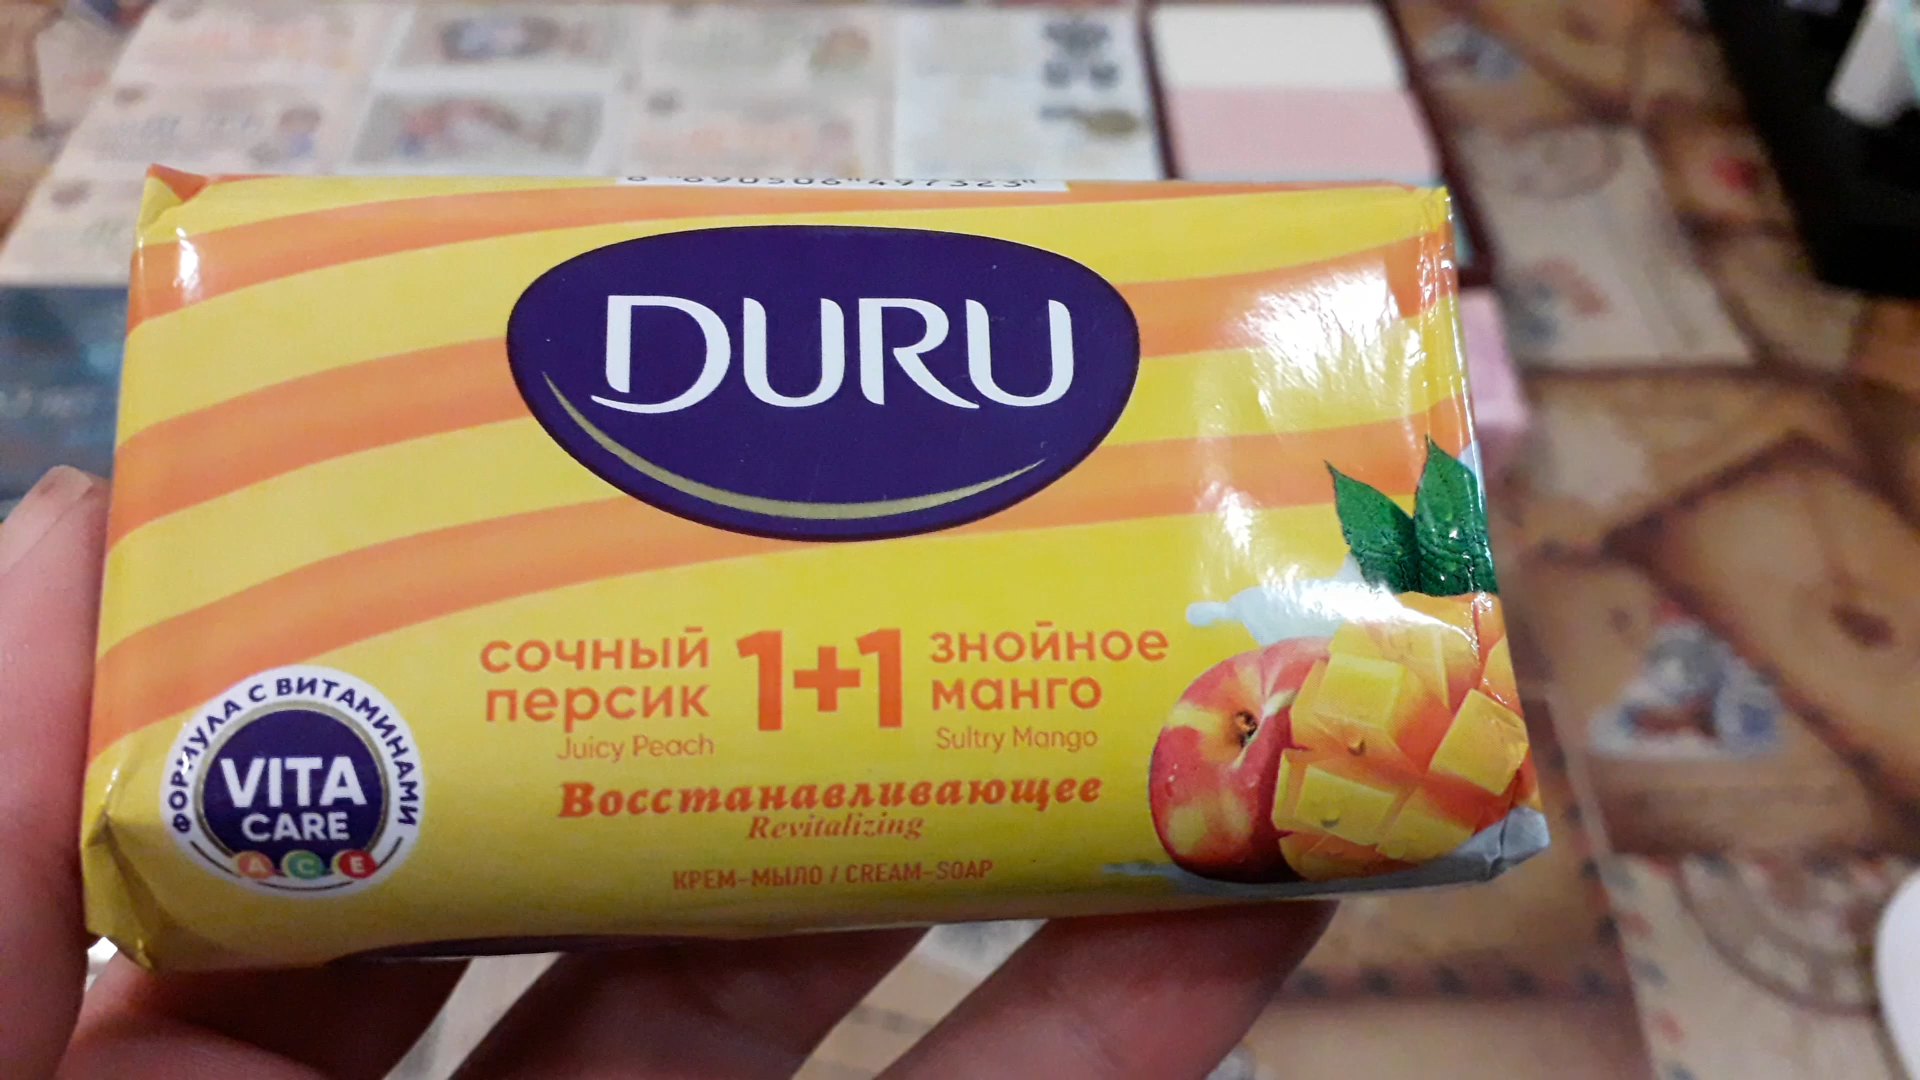 DURU
сочный
персик
Juicy Peach
1+1
знойное
манго
Sultry Mango
Восстанавливающее
Revitalizing
КРЕМ-МЫЛО / CREAM-SOAP
ФОРМУЛА С ВИТАМИНАМИ
VITA
CARE
A C E